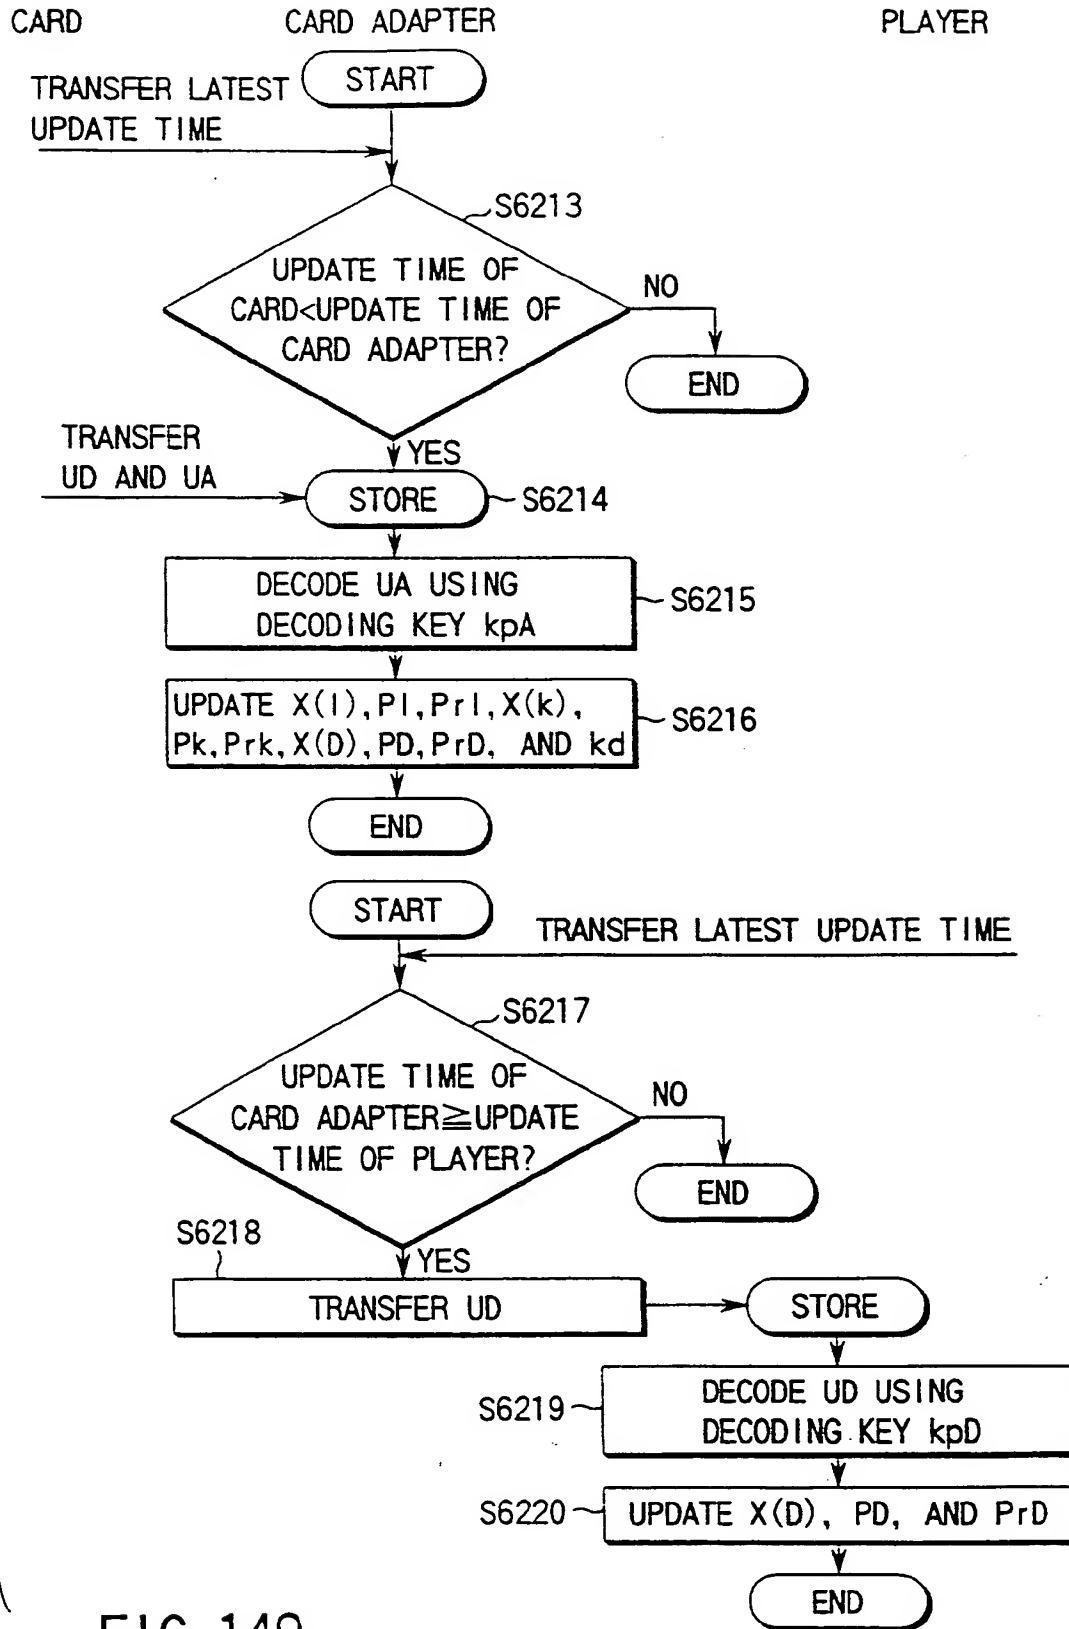 CARD
CARD ADAPTER
PLAYER
START
TRANSFER LATEST
UPDATE TIME
S6213
UPDATE TIME OF
CARD<UPDATE TIME OF
CARD ADAPTER?
NO
END
TRANSFER
UD AND UA
YES
STORE
S6214
DECODE UA USING
DECODING KEY kpA
S6215
UPDATE X(I), PI, PrI, X(k),
Pk, Prk, X(D), PD, PrD, AND kd
S6216
END
START
TRANSFER LATEST UPDATE TIME
S6217
UPDATE TIME OF
CARD ADAPTER≧UPDATE
TIME OF PLAYER?
NO
END
S6218
YES
TRANSFER UD
STORE
S6219
DECODE UD USING
DECODING KEY kpD
S6220
UPDATE X(D), PD, AND PrD
END
FIG. 149